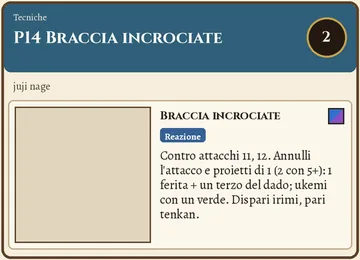 Tecniche
P14 Braccia incrociate
2
juji nage
Braccia incrociate
Reazione
Contro attacchi 11, 12. Annulli
l'attacco e proietti di 1 (2 con 5+): 1
ferita + un terzo del dado; ukemi
con un verde. Dispari irimi, pari
tenkan.